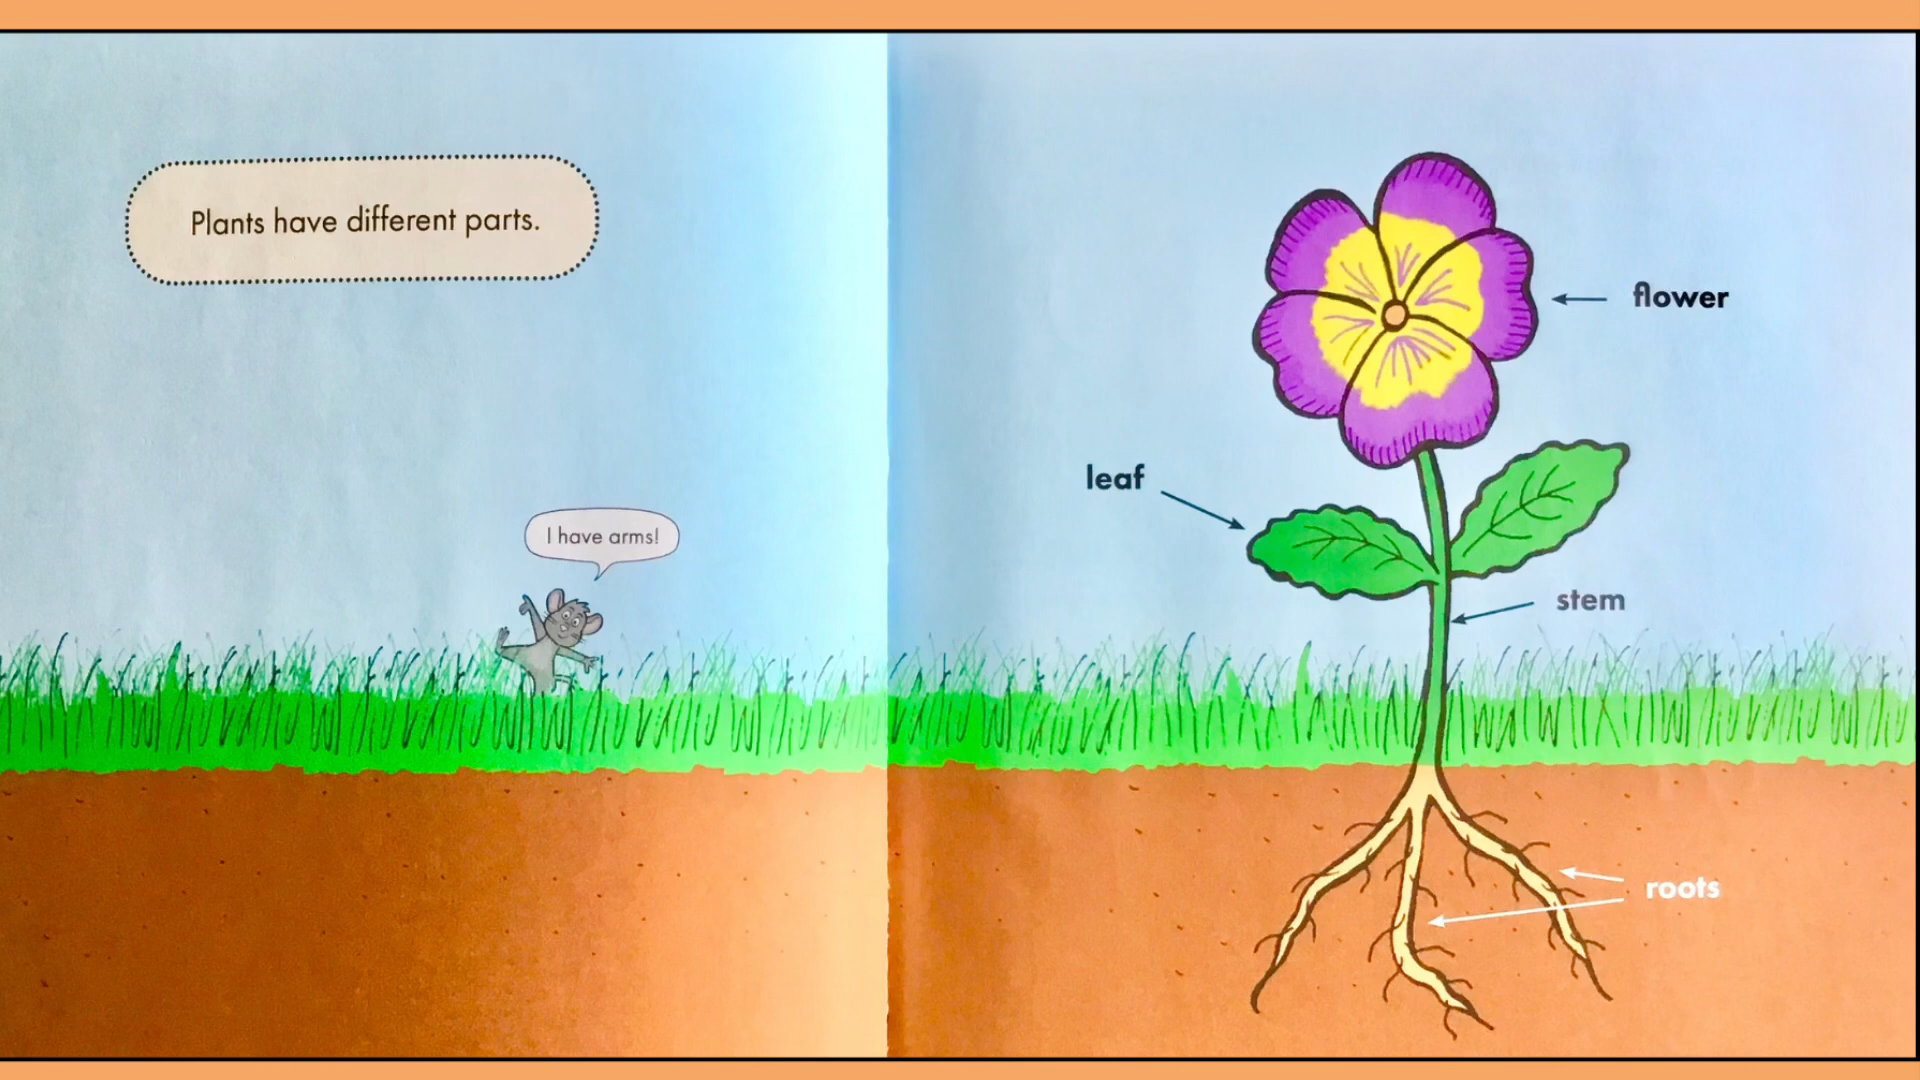 Plants have different parts.
I have arms!
flower
leaf
stem
roots